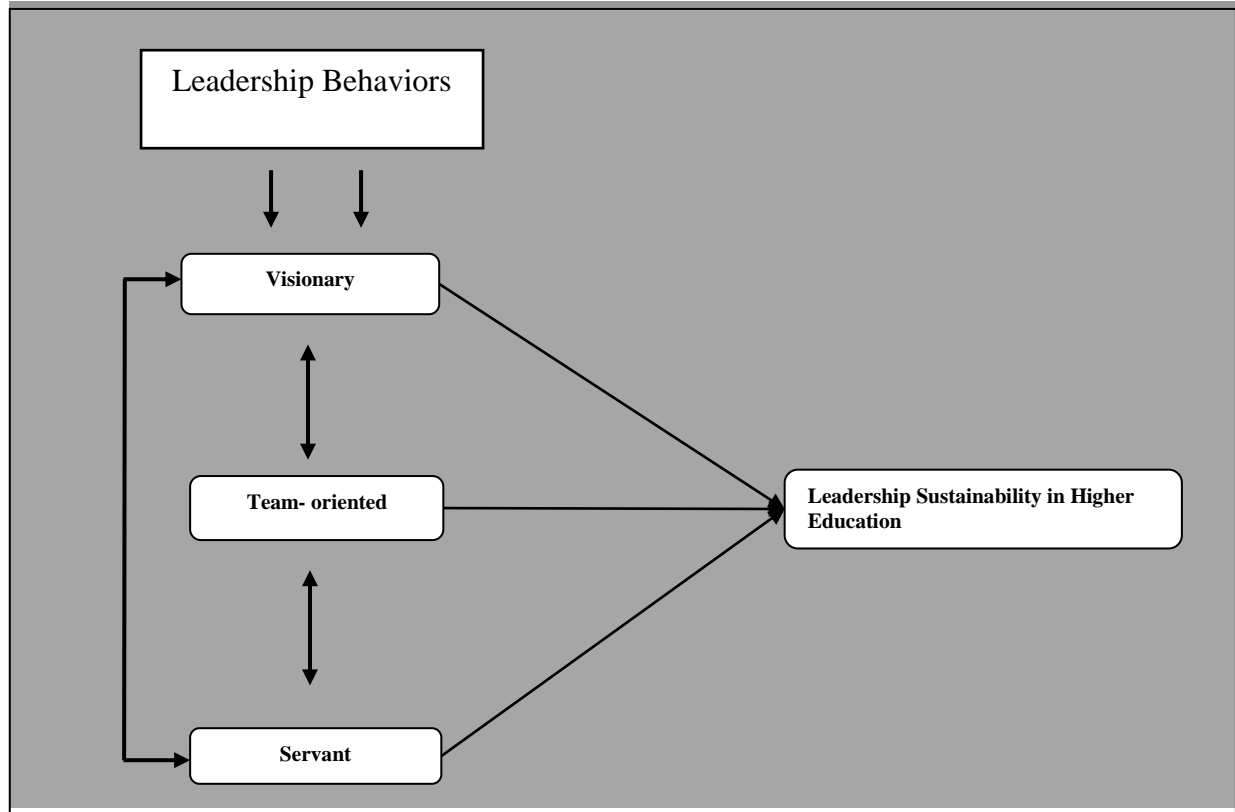 Leadership Behaviors
Visionary
Team- oriented
Leadership Sustainability in Higher
Education
Servant